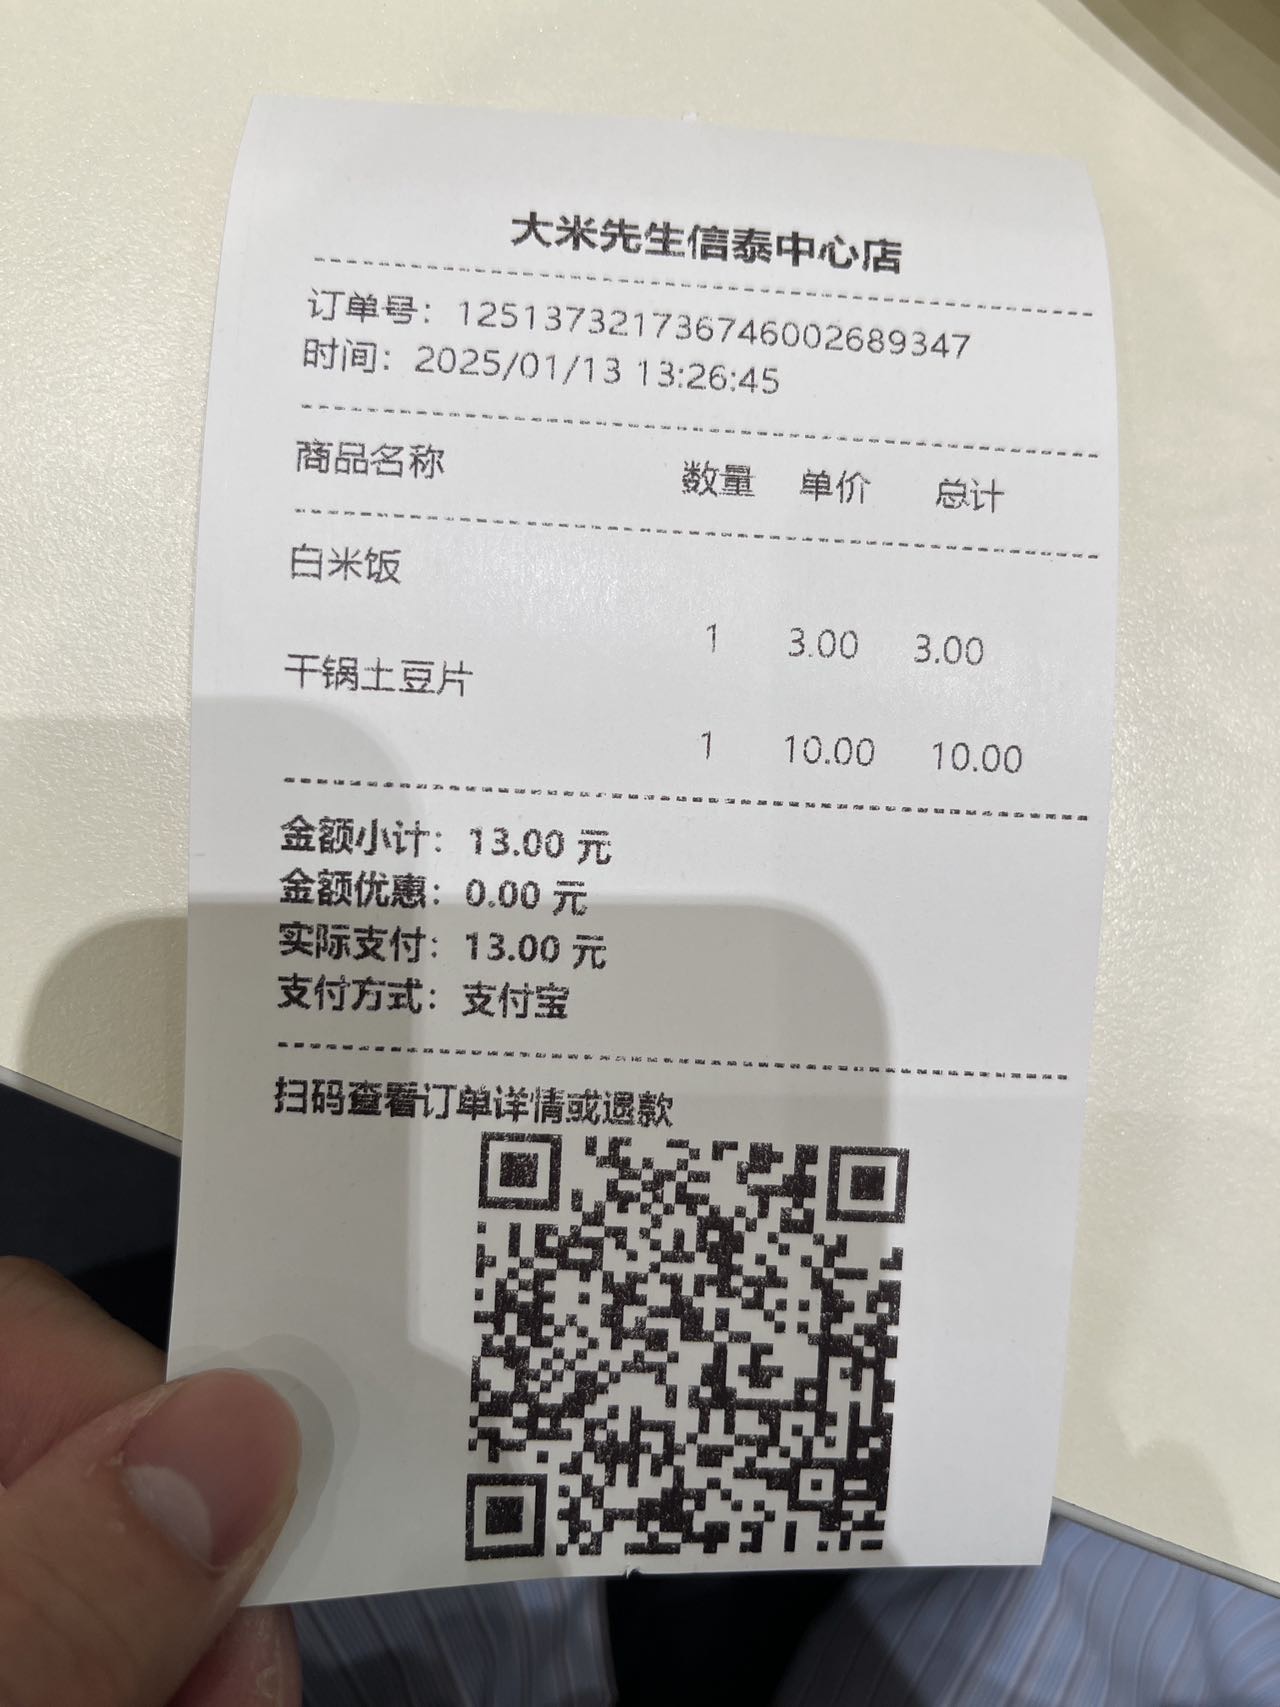 大米先生信泰中心店
订单号：1251373217367460026893​47
时间：2025/01/13 13:26:45
商品名称 数量 单价 总计
白米饭
1 3.00 3.00
干锅土豆片
1 10.00 10.00
金额小计：13.00 元
金额优惠：0.00 元
实际支付：13.00 元
支付方式：支付宝
扫码查看订单详情或退款